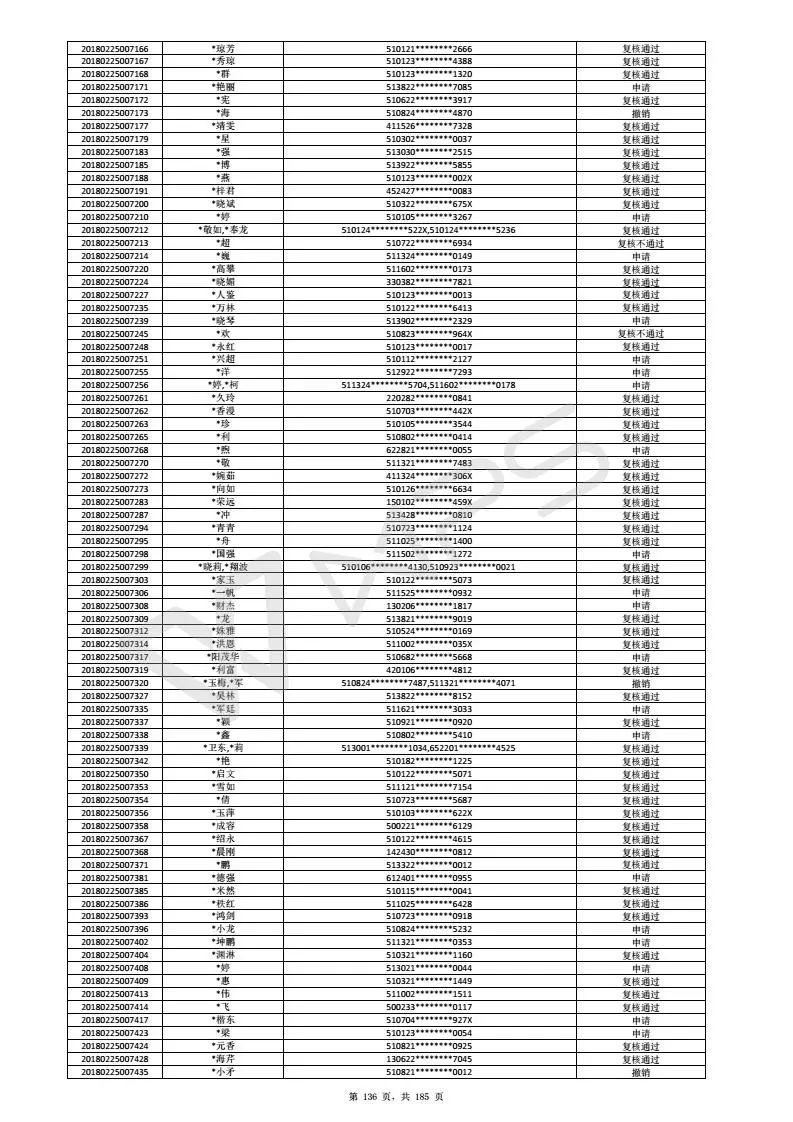 20180225007166 *琼芳 510121********2666 复核通过
20180225007167 *秀琼 510123********4388 复核通过
20180225007168 *群 510123********1320 复核通过
20180225007171 *艳丽 513822********7085 申请
20180225007172 *宪 510622********3917 复核通过
20180225007173 *海 510824********4870 撤销
20180225007177 *靖雯 411526********7328 复核通过
20180225007179 *星 510302********0037 复核通过
20180225007183 *强 513030********2515 复核通过
20180225007185 *博 513922********5855 复核通过
20180225007188 *燕 510123********002X 复核通过
20180225007191 *梓君 452427********0083 复核通过
20180225007200 *晓斌 510322********675X 复核通过
20180225007210 *婷 510105********3267 申请
20180225007212 *敬如,*泰龙 510124********522X,510124********5236 复核通过
20180225007213 *超 510722********6934 复核不通过
20180225007214 *巍 511324********0149 申请
20180225007220 *高攀 511602********0173 复核通过
20180225007224 *晓媚 330382********7821 复核通过
20180225007227 *人鉴 510123********0013 复核通过
20180225007235 *万林 510122********6413 复核通过
20180225007239 *晓琴 513902********2329 申请
20180225007245 *欢 510823********964X 复核不通过
20180225007248 *永红 510123********0017 复核通过
20180225007251 *兴超 510112********2127 申请
20180225007255 *洋 512922********7293 申请
20180225007256 *婷,*柯 511324********5704,511602********0178 申请
20180225007261 *久玲 220282********0841 复核通过
20180225007262 *香漫 510703********442X 复核通过
20180225007263 *珍 510105********3544 复核通过
20180225007265 *利 510802********0414 复核通过
20180225007268 *煦 622821********0055 申请
20180225007270 *敬 511321********7483 复核通过
20180225007272 *婉茹 411324********306X 复核通过
20180225007273 *向如 510126********6634 复核通过
20180225007283 *荣远 150102********459X 复核通过
20180225007287 *冲 513428********0810 复核通过
20180225007294 *青青 510723********1124 复核通过
20180225007295 *舟 511025********1400 复核通过
20180225007298 *国强 511502********1272 申请
20180225007299 *晓莉,*翔波 510106********4130,510923********0021 复核通过
20180225007303 *家玉 510122********5073 复核通过
20180225007306 *一帆 511525********0932 申请
20180225007308 *财杰 130206********1817 申请
20180225007309 *龙 513821********9019 复核通过
20180225007312 *姝雅 510524********0169 复核通过
20180225007314 *洪恩 511002********035X 复核通过
20180225007317 *阳茂华 510682********5668 申请
20180225007319 *利富 420106********4812 复核通过
20180225007320 *玉梅,*军 510824********7487,511321********4071 撤销
20180225007327 *吴林 513822********8152 复核通过
20180225007335 *军廷 511621********3033 申请
20180225007337 *颖 510921********0920 复核通过
20180225007338 *鑫 510802********5410 申请
20180225007339 *卫东,*莉 513001********1034,652201********4525 复核通过
20180225007342 *艳 510182********1225 复核通过
20180225007350 *启文 510122********5071 复核通过
20180225007353 *雪如 511121********7154 复核通过
20180225007354 *倩 510723********5687 复核通过
20180225007356 *玉萍 510103********622X 复核通过
20180225007358 *成容 500221********6129 复核通过
20180225007367 *绍永 510122********4615 复核通过
20180225007368 *晨刚 142430********0812 复核通过
20180225007371 *鹏 513322********0012 复核通过
20180225007381 *德强 612401********0955 申请
20180225007385 *米然 510115********0041 复核通过
20180225007386 *秩红 511025********6428 复核通过
20180225007393 *鸿剑 510723********0918 复核通过
20180225007396 *小龙 510824********5232 申请
20180225007402 *坤鹏 511321********0353 申请
20180225007404 *渊淋 510321********1160 复核通过
20180225007408 *婷 513021********0044 申请
20180225007409 *惠 510321********1449 复核通过
20180225007413 *伟 511002********1511 复核通过
20180225007414 *飞 500233********0117 复核通过
20180225007417 *楷东 510704********927X 申请
20180225007423 *梁 510123********0054 申请
20180225007424 *元香 510821********0925 复核通过
20180225007428 *海芹 130622********7045 复核通过
20180225007435 *小矛 510821********0012 撤销
第 136 页，共 185 页